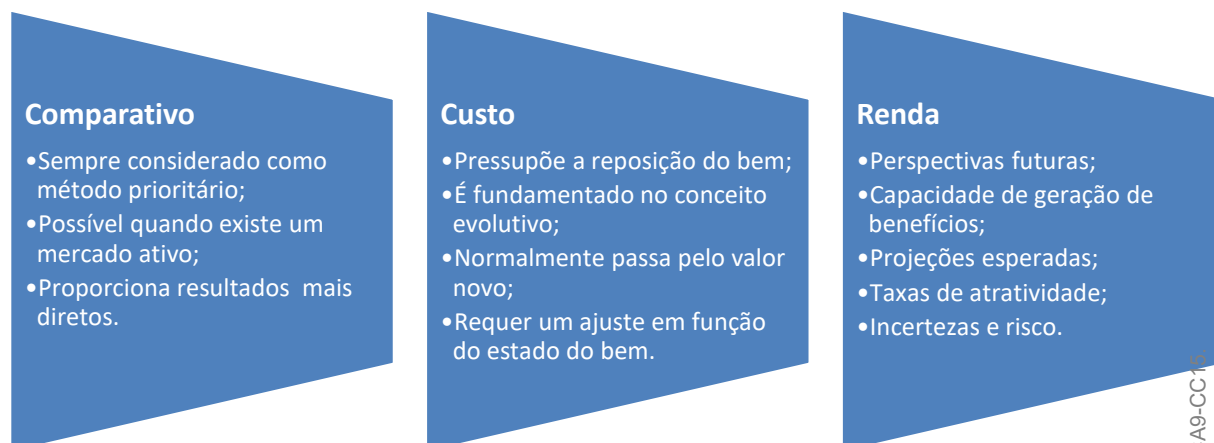 Comparativo
•Sempre considerado como
método prioritário;
•Possível quando existe um
mercado ativo;
•Proporciona resultados mais
diretos.
Custo
•Pressupõe a reposição do bem;
•É fundamentado no conceito
evolutivo;
•Normalmente passa pelo valor
novo;
•Requer um ajuste em função
do estado do bem.
Renda
•Perspectivas futuras;
•Capacidade de geração de
benefícios;
•Projeções esperadas;
•Taxas de atratividade;
•Incertezas e risco.
A9-CC15